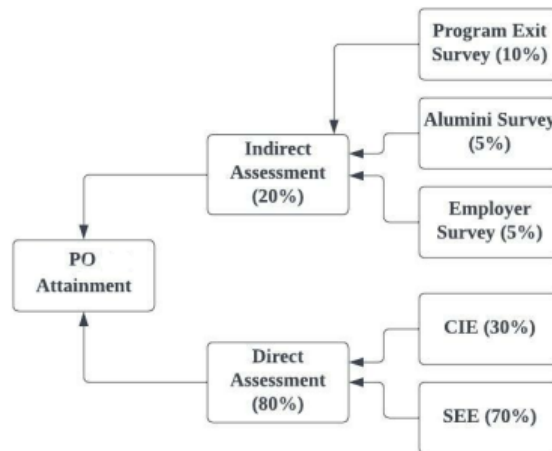 Program Exit
Survey (10%)
Alumini Survey
(5%)
Indirect
Assessment
(20%)
Employer
Survey (5%)
PO
Attainment
CIE (30%)
Direct
Assessment
(80%)
SEE (70%)